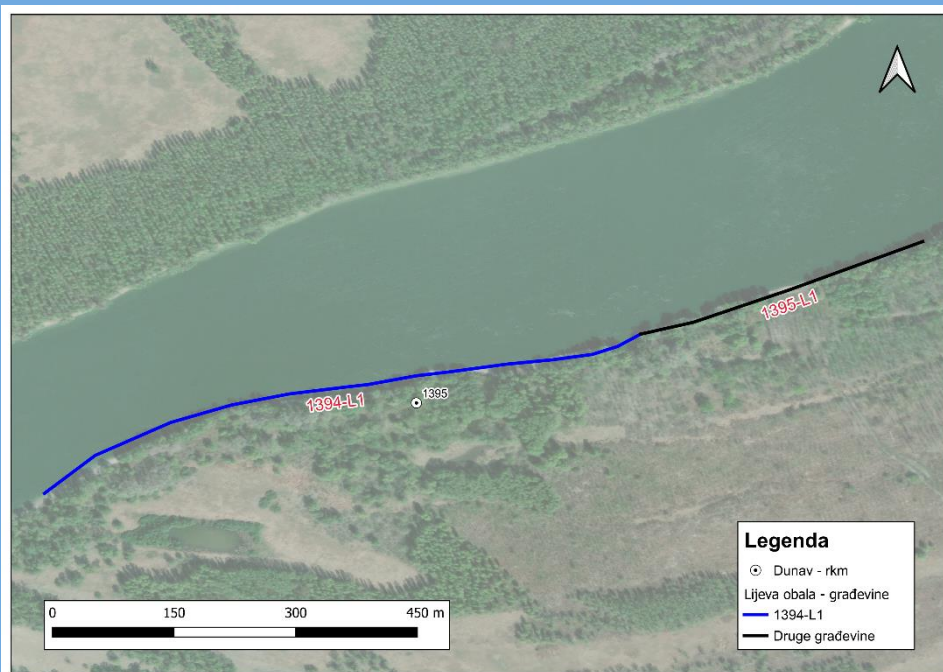 1395-L1
1394-L1
1395
Legenda
Dunav - rkm
Lijeva obala - građevine
1394-L1
Druge građevine
0 150 300 450 m